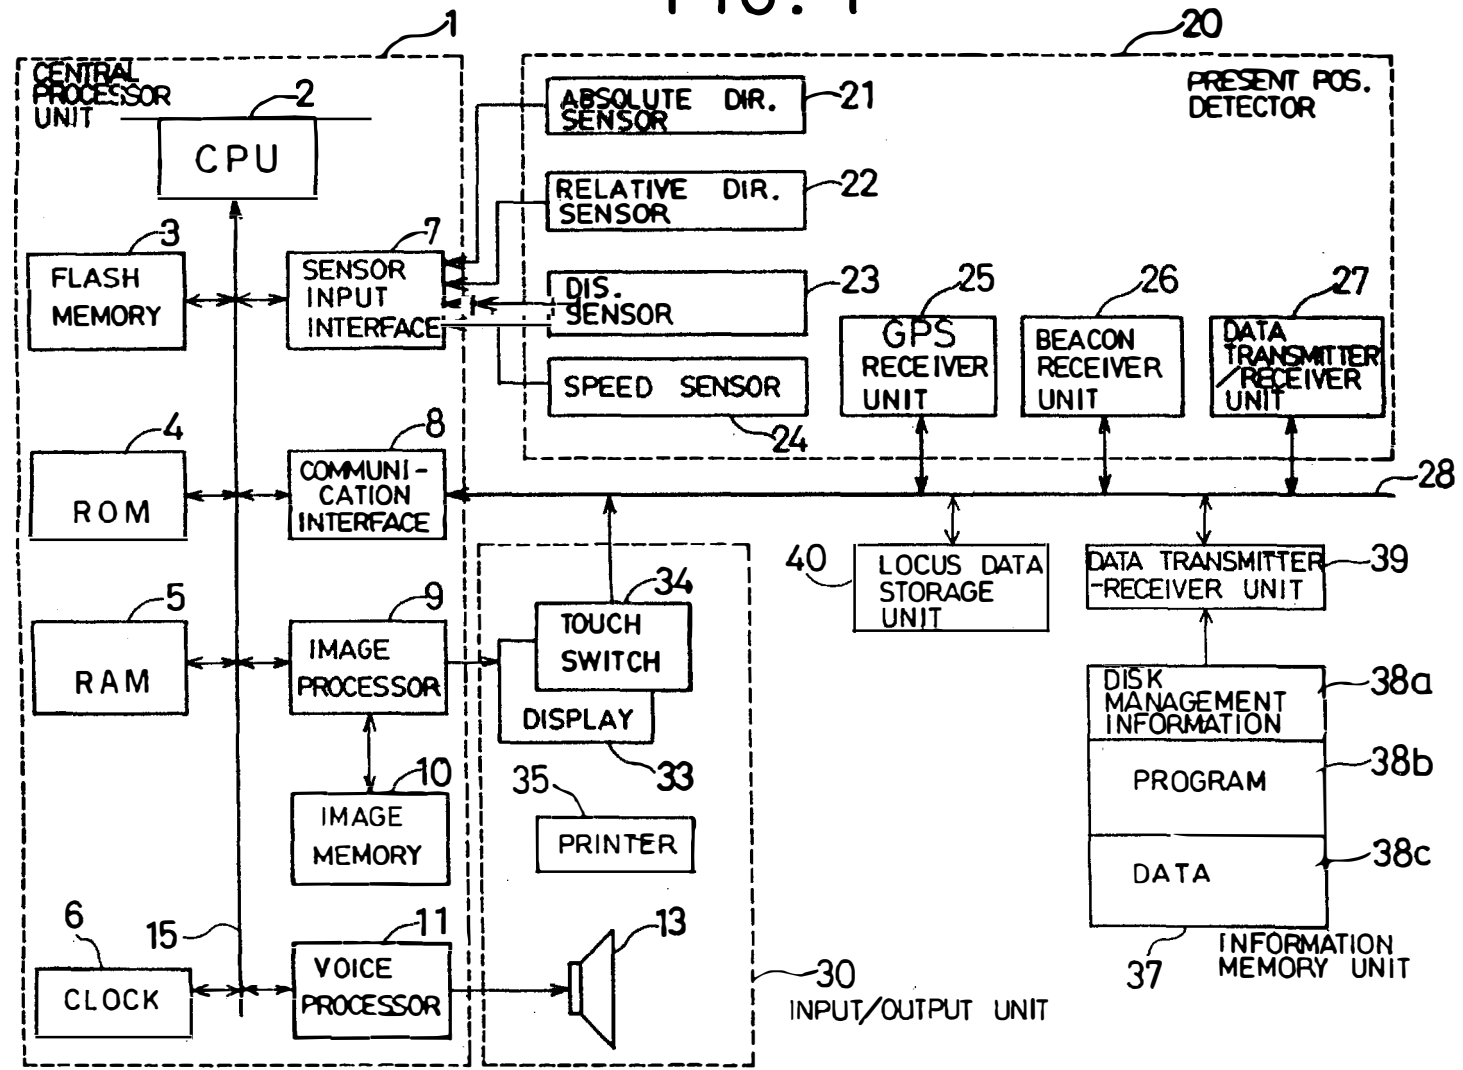 FIG. 1
1
CENTRAL
PROCESSOR
UNIT
2
CPU
3
FLASH
MEMORY
7
SENSOR
INPUT
INTERFACE
4
ROM
8
COMMUNI-
CATION
INTERFACE
5
RAM
9
IMAGE
PROCESSOR
10
IMAGE
MEMORY
6
CLOCK
15
11
VOICE
PROCESSOR
20
PRESENT POS.
DETECTOR
ABSOLUTE DIR.
SENSOR
21
RELATIVE DIR.
SENSOR
22
DIS.
SENSOR
23
SPEED SENSOR
24
25
GPS
RECEIVER
UNIT
26
BEACON
RECEIVER
UNIT
27
DATA
TRANSMITTER
/RECEIVER
UNIT
28
34
TOUCH
SWITCH
DISPLAY
33
35
PRINTER
13
30
INPUT/OUTPUT UNIT
40
LOCUS DATA
STORAGE
UNIT
DATA TRANSMITTER
-RECEIVER UNIT
39
DISK
MANAGEMENT
INFORMATION
38a
PROGRAM
38b
DATA
38c
37
INFORMATION
MEMORY UNIT